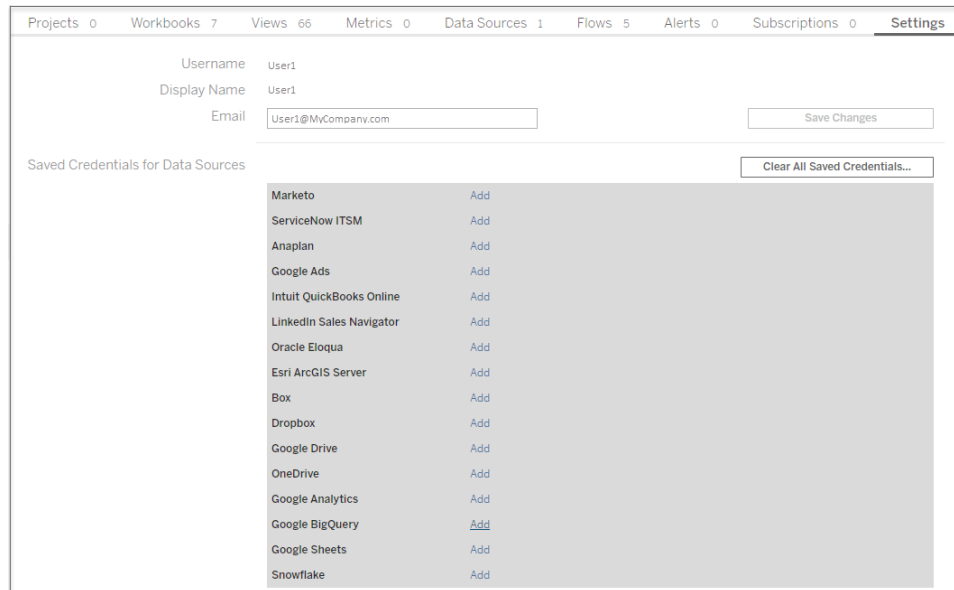 Projects 0 Workbooks 7 Views 66 Metrics 0 Data Sources 1 Flows 5 Alerts 0 Subscriptions 0 Settings
Username User1
Display Name User1
Email User1@MyCompany.com Save Changes
Saved Credentials for Data Sources Clear All Saved Credentials...
Marketo Add
ServiceNow ITSM Add
Anaplan Add
Google Ads Add
Intuit QuickBooks Online Add
LinkedIn Sales Navigator Add
Oracle Eloqua Add
Esri ArcGIS Server Add
Box Add
Dropbox Add
Google Drive Add
OneDrive Add
Google Analytics Add
Google BigQuery Add
Google Sheets Add
Snowflake Add